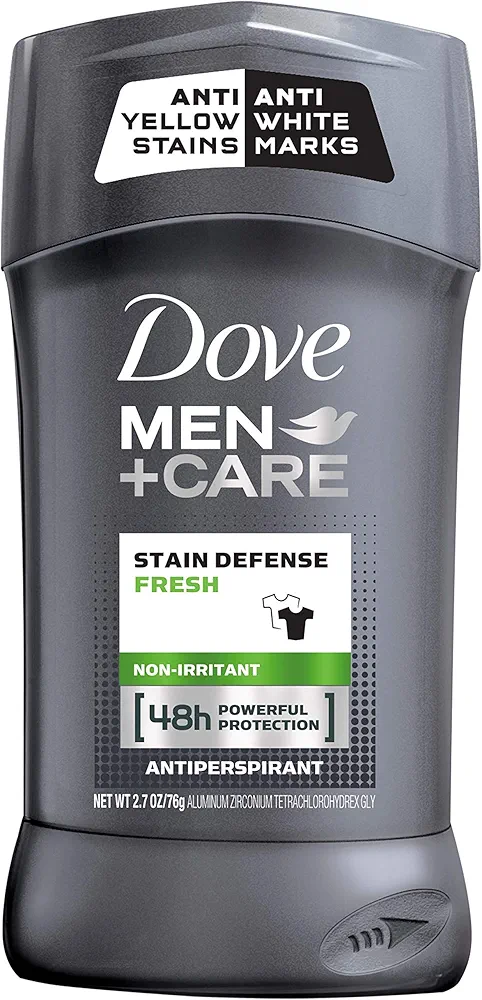 ANTI YELLOW STAINS
ANTI WHITE MARKS
Dove
MEN
+CARE
STAIN DEFENSE
FRESH
NON-IRRITANT
[48h POWERFUL PROTECTION]
ANTIPERSPIRANT
NET WT 2.7 OZ/76g ALUMINUM ZIRCONIUM TETRACHLOROHYDREX GLY